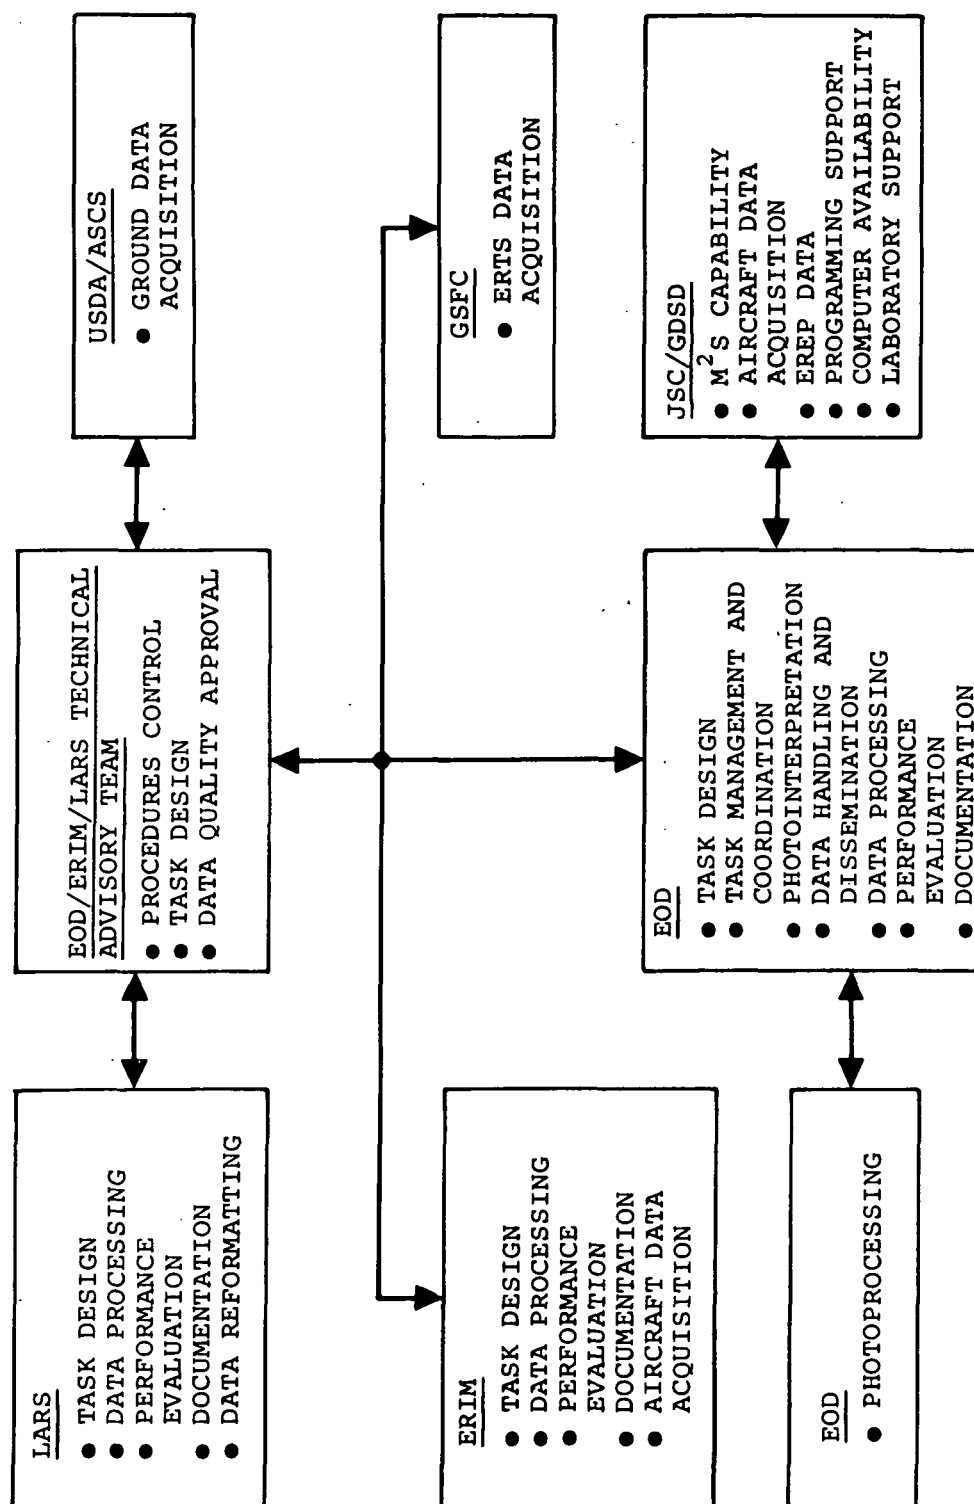 LARS
● TASK DESIGN
● DATA PROCESSING
● PERFORMANCE
EVALUATION
● DOCUMENTATION
● DATA REFORMATTING
EOD/ERIM/LARS TECHNICAL
ADVISORY TEAM
● PROCEDURES CONTROL
● TASK DESIGN
● DATA QUALITY APPROVAL
USDA/ASCS
● GROUND DATA
ACQUISITION
ERIM
● TASK DESIGN
● DATA PROCESSING
● PERFORMANCE
EVALUATION
● DOCUMENTATION
● AIRCRAFT DATA
ACQUISITION
GSFC
● ERTS DATA
ACQUISITION
EOD
● PHOTOPROCESSING
EOD
● TASK DESIGN
● TASK MANAGEMENT AND
COORDINATION
● PHOTOINTERPRETATION
● DATA HANDLING AND
DISSEMINATION
● DATA PROCESSING
● PERFORMANCE
EVALUATION
● DOCUMENTATION
JSC/GDSD
● M²S CAPABILITY
● AIRCRAFT DATA
ACQUISITION
● EREP DATA
● PROGRAMMING SUPPORT
● COMPUTER AVAILABILITY
● LABORATORY SUPPORT